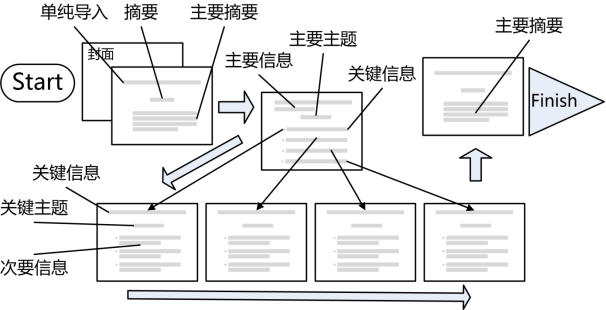 单纯导入
摘要
主要摘要
封面
Start
主要信息
主要主题
关键信息
主要摘要
Finish
关键信息
关键主题
次要信息